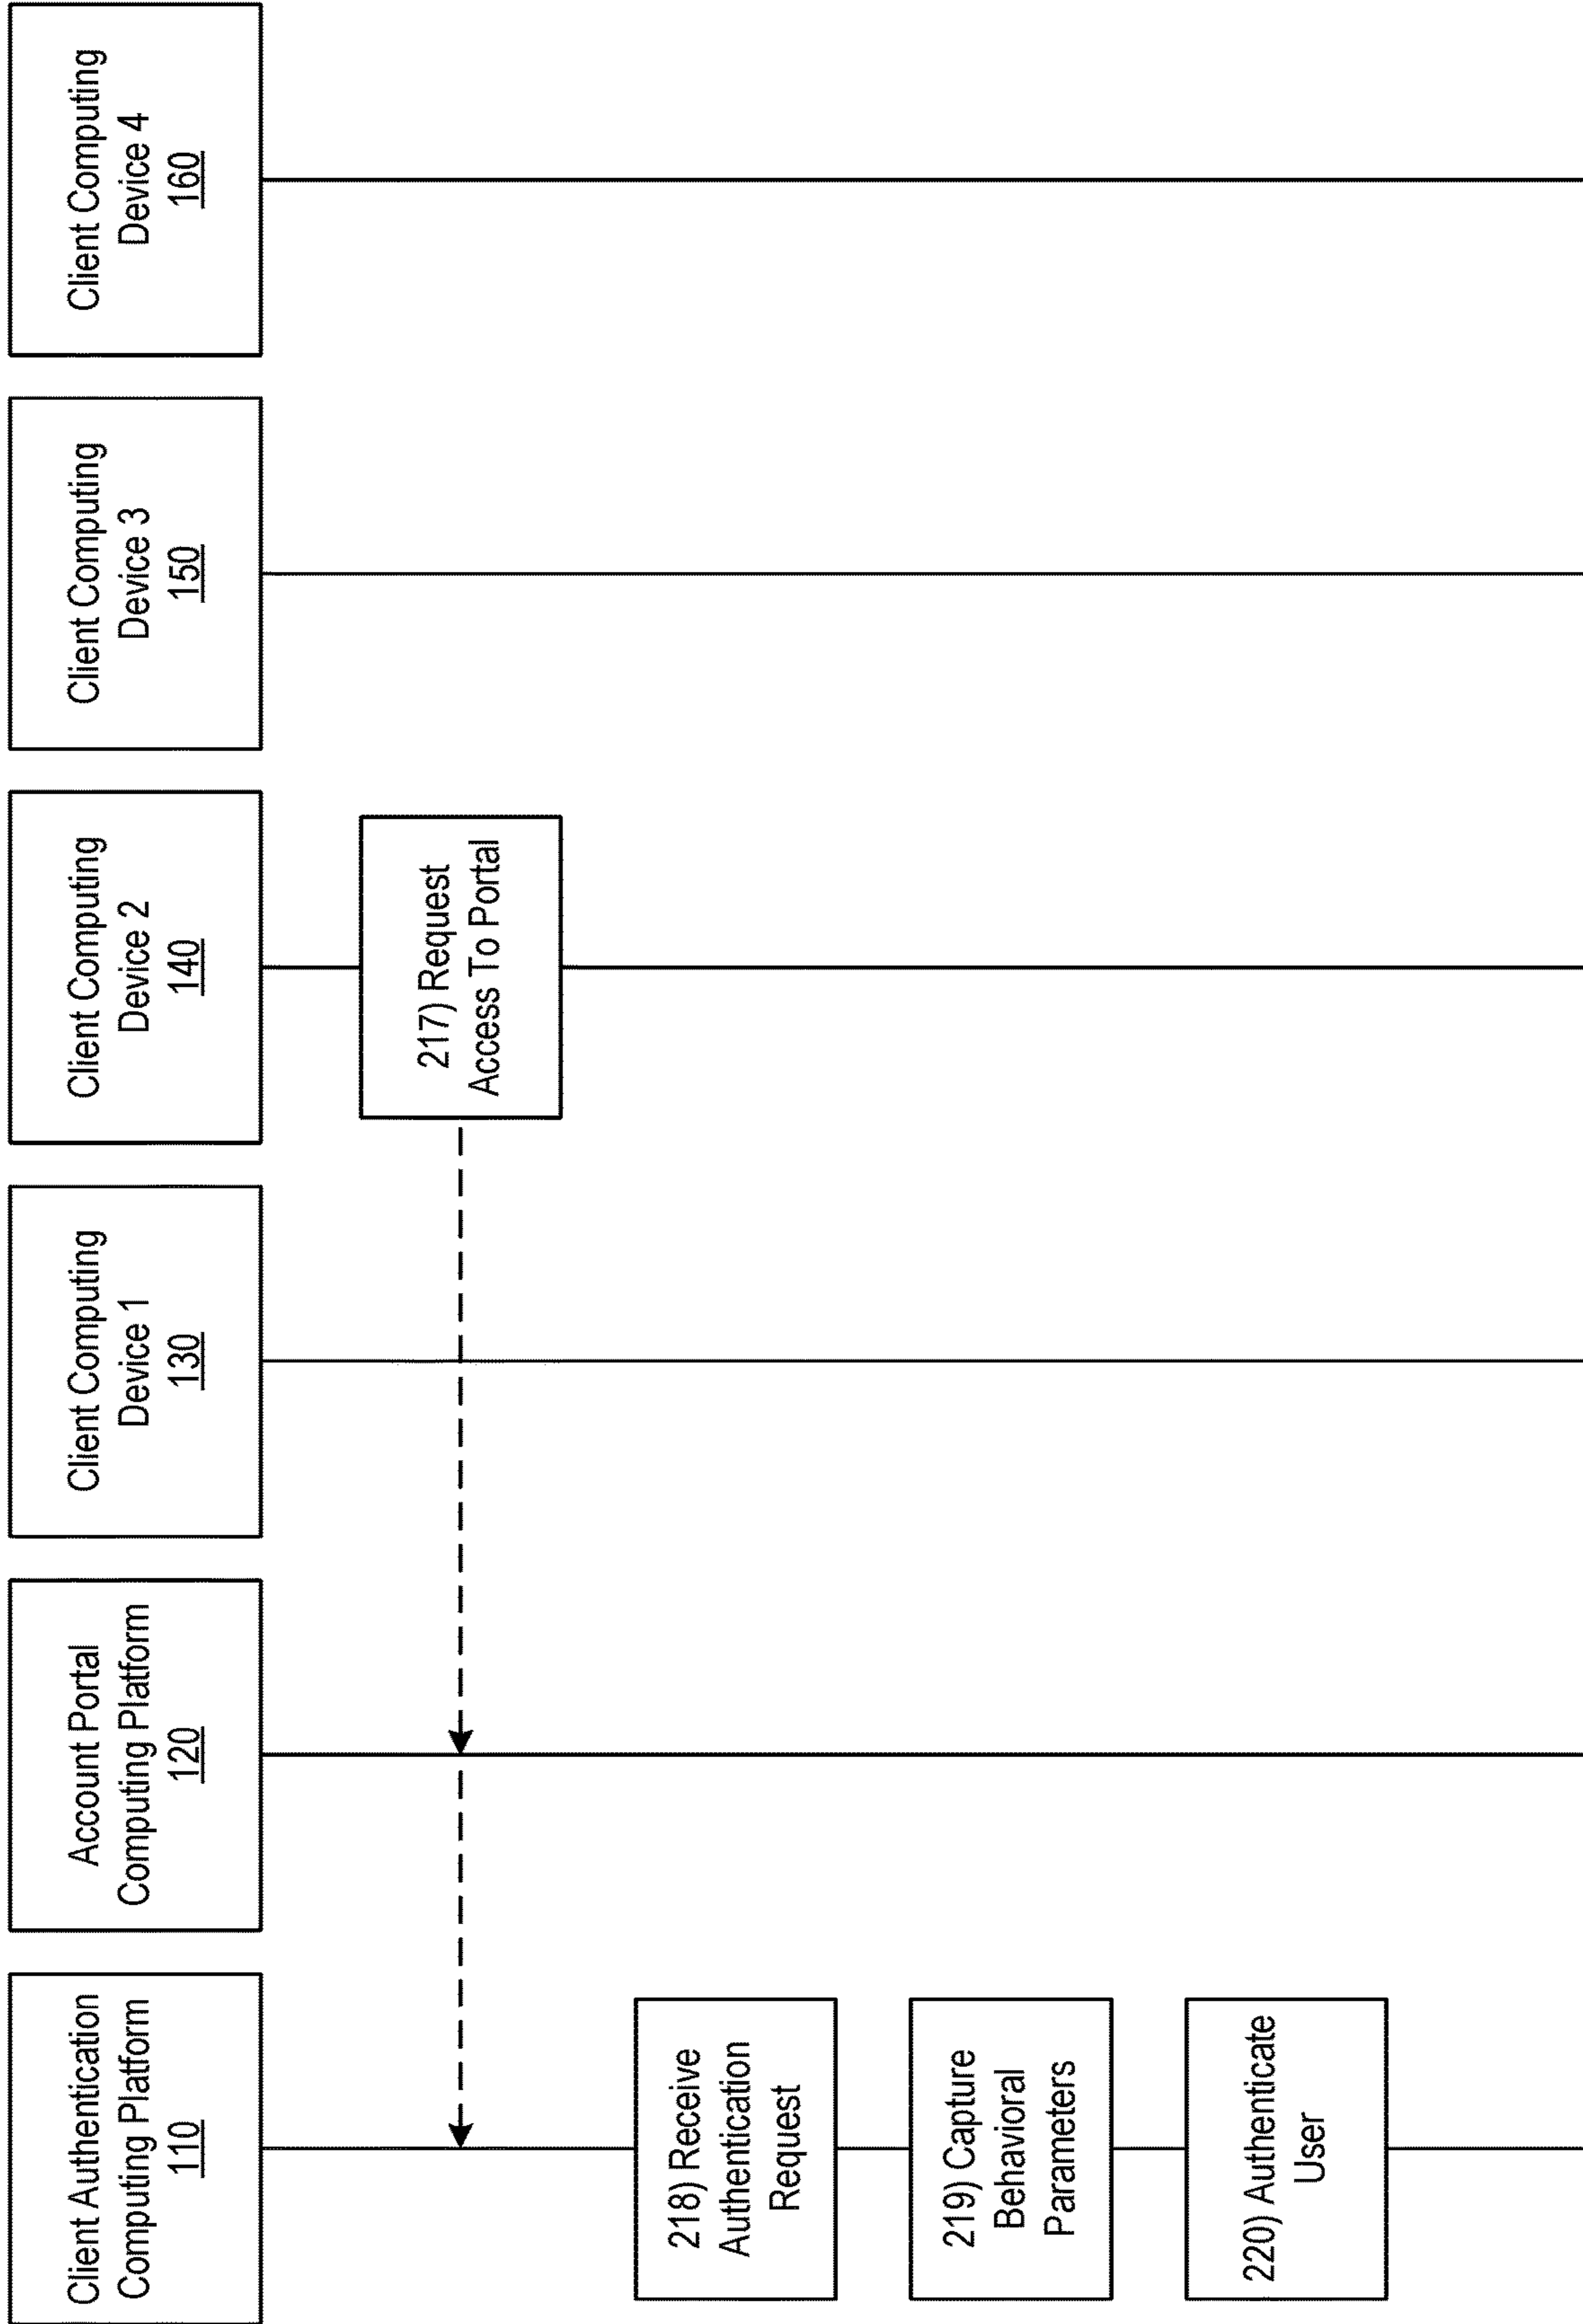 Client Authentication
Computing Platform
110
Account Portal
Computing Platform
120
Client Computing
Device 1
130
Client Computing
Device 2
140
Client Computing
Device 3
150
Client Computing
Device 4
160
217) Request
Access To Portal
218) Receive
Authentication
Request
219) Capture
Behavioral
Parameters
220) Authenticate
User